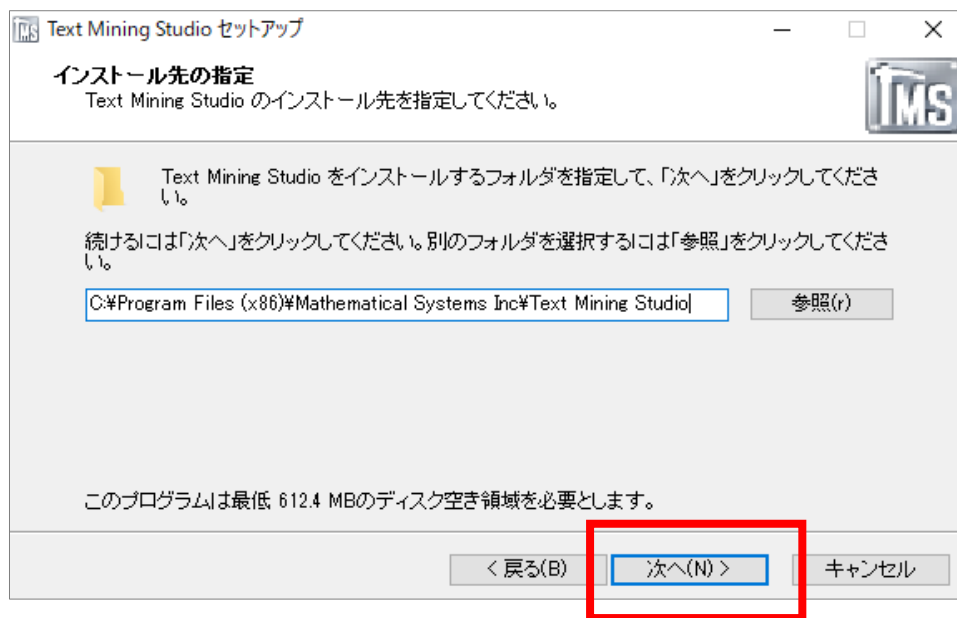 Text Mining Studio セットアップ
インストール先の指定
Text Mining Studio のインストール先を指定してください。
TMS
Text Mining Studio をインストールするフォルダを指定して、「次へ」をクリックしてくださ
い。
続けるには「次へ」をクリックしてください。別のフォルダを選択するには「参照」をクリックしてくださ
い。
C:¥Program Files (x86)¥Mathematical Systems Inc¥Text Mining Studio
参照(r)
このプログラムは最低 612.4 MBのディスク空き領域を必要とします。
< 戻る(B)
次へ(N) >
キャンセル